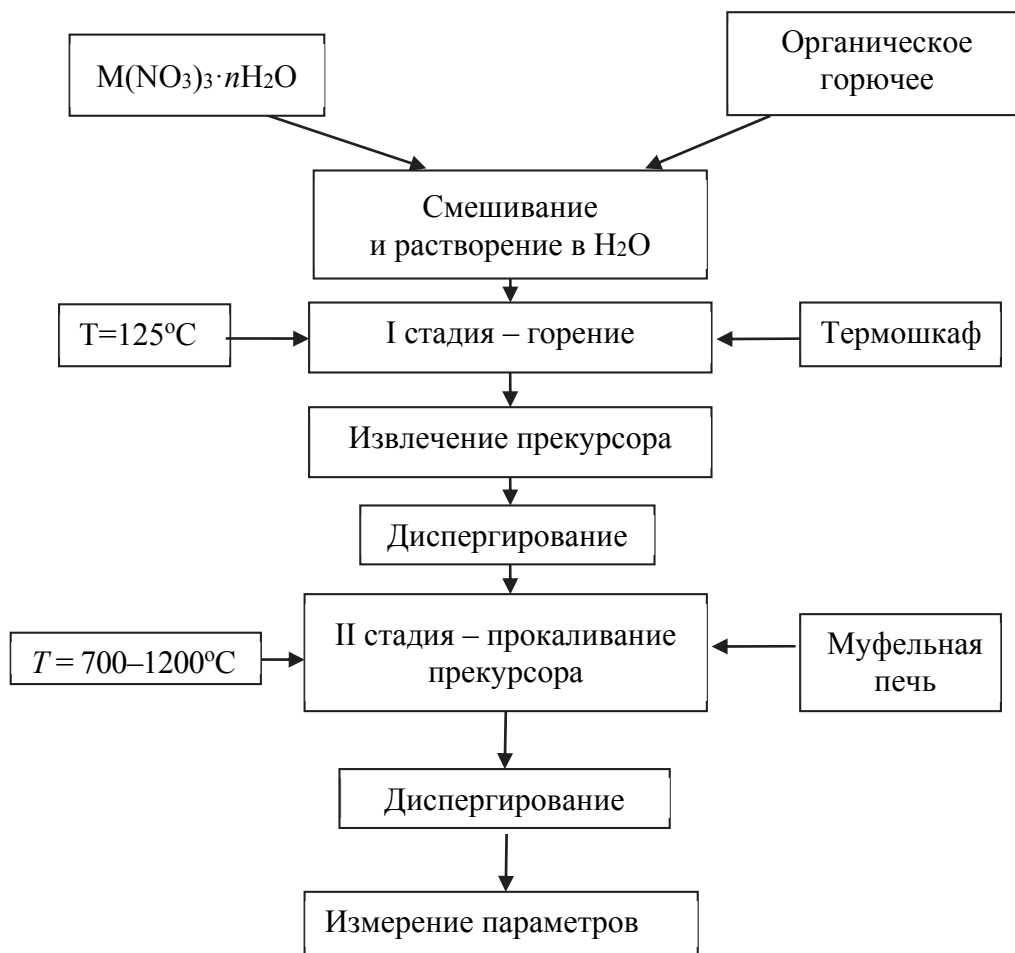 M(NO₃)₃·nH₂O
Органическое
горючее
Смешивание
и растворение в H₂O
T=125ºC
I стадия – горение
Термошкаф
Извлечение прекурсора
Диспергирование
T = 700–1200ºC
II стадия – прокаливание
прекурсора
Муфельная
печь
Диспергирование
Измерение параметров